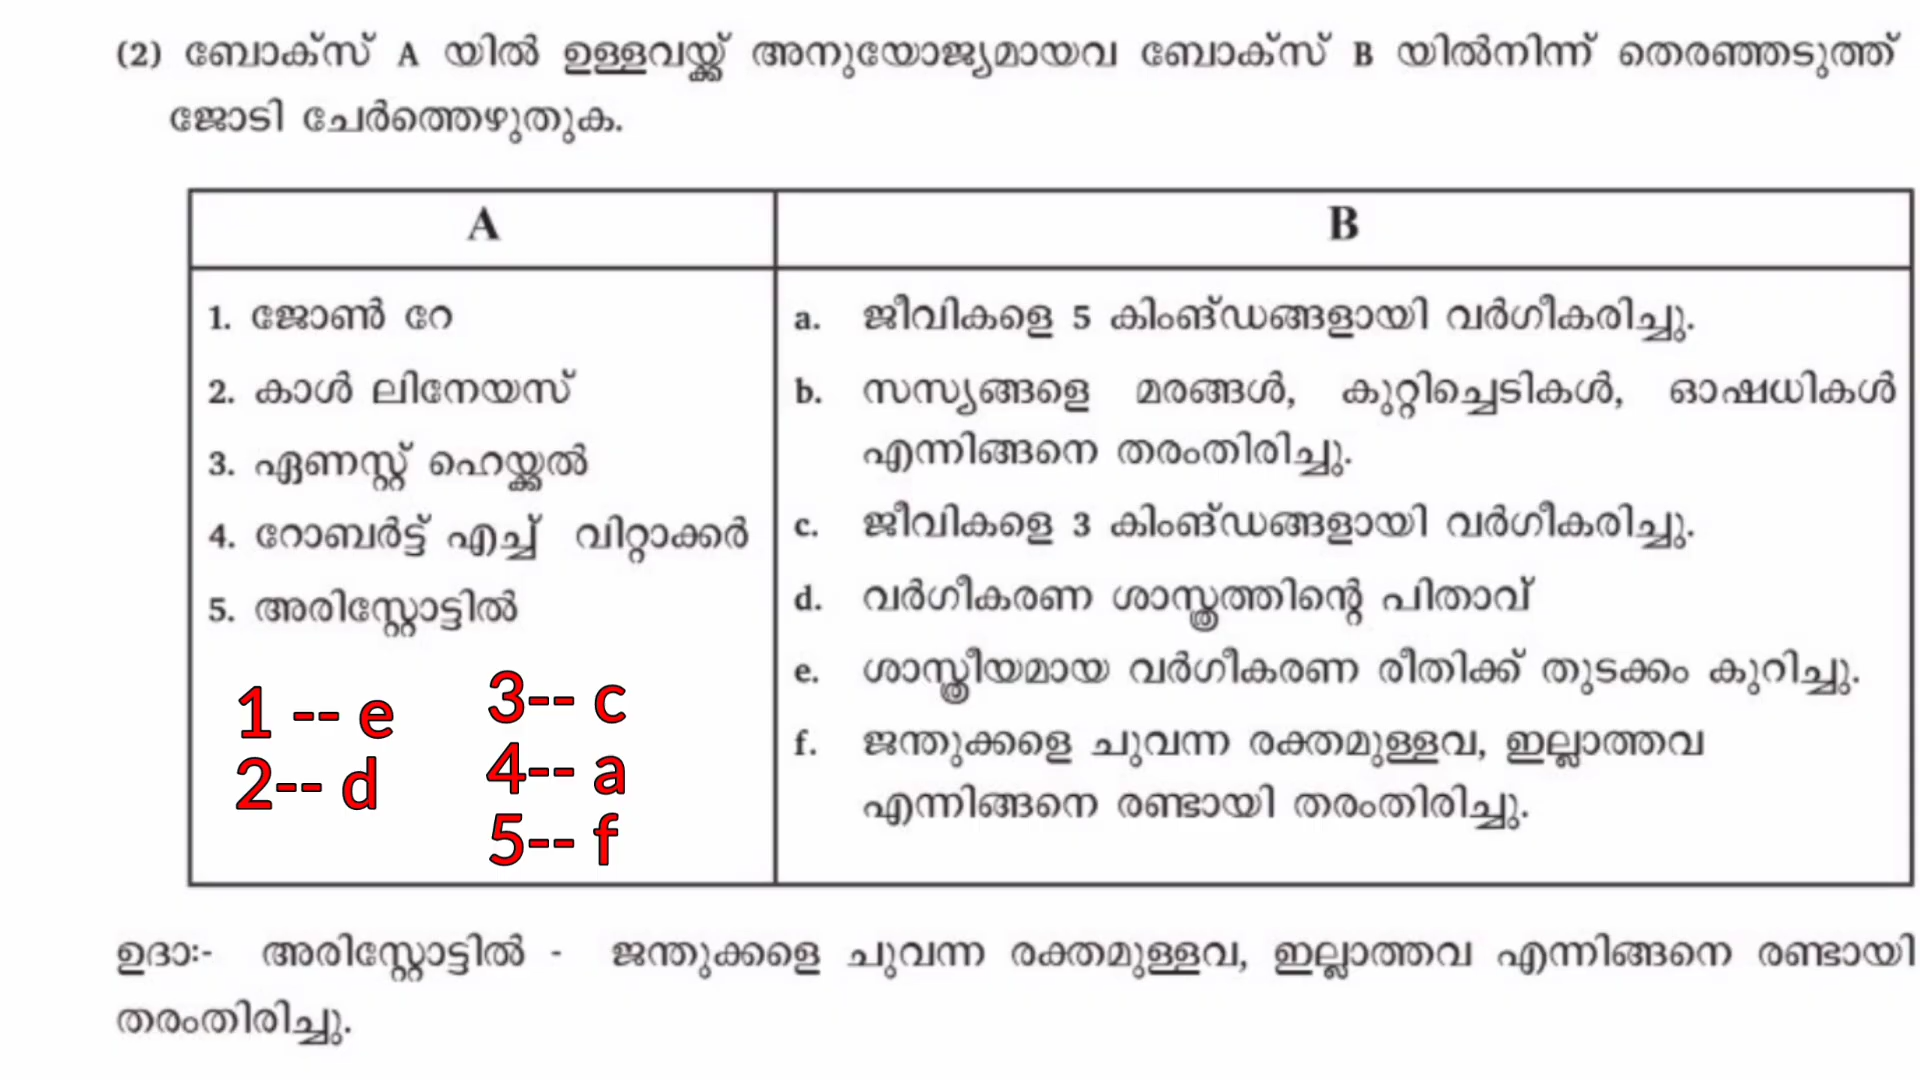 (2) ബോക്സ് A യിൽ ഉള്ളവയ്ക്ക് അനുയോജ്യമായവ ബോക്സ് B യിൽനിന്ന് തെരഞ്ഞടുത്ത്
ജോടി ചേർത്തെഴുതുക.
A
B
1. ജോൺ റേ
2. കാൾ ലിനേയസ്
3. ഏണസ്റ്റ് ഹെയ്ക്കൽ
4. റോബർട്ട് എച്ച് വിറ്റാക്കർ
5. അരിസ്റ്റോട്ടിൽ
1 -- e
2-- d
3-- c
4-- a
5-- f
a. ജീവികളെ 5 കിംങ്ഡങ്ങളായി വർഗീകരിച്ചു.
b. സസ്യങ്ങളെ മരങ്ങൾ, കുറ്റിച്ചെടികൾ, ഓഷധികൾ
എന്നിങ്ങനെ തരംതിരിച്ചു.
c. ജീവികളെ 3 കിംങ്ഡങ്ങളായി വർഗീകരിച്ചു.
d. വർഗീകരണ ശാസ്ത്രത്തിന്റെ പിതാവ്
e. ശാസ്ത്രീയമായ വർഗീകരണ രീതിക്ക് തുടക്കം കുറിച്ചു.
f. ജന്തുക്കളെ ചുവന്ന രക്തമുള്ളവ, ഇല്ലാത്തവ
എന്നിങ്ങനെ രണ്ടായി തരംതിരിച്ചു.
ഉദാഃ- അരിസ്റ്റോട്ടിൽ - ജന്തുക്കളെ ചുവന്ന രക്തമുള്ളവ, ഇല്ലാത്തവ എന്നിങ്ങനെ രണ്ടായി
തരംതിരിച്ചു.